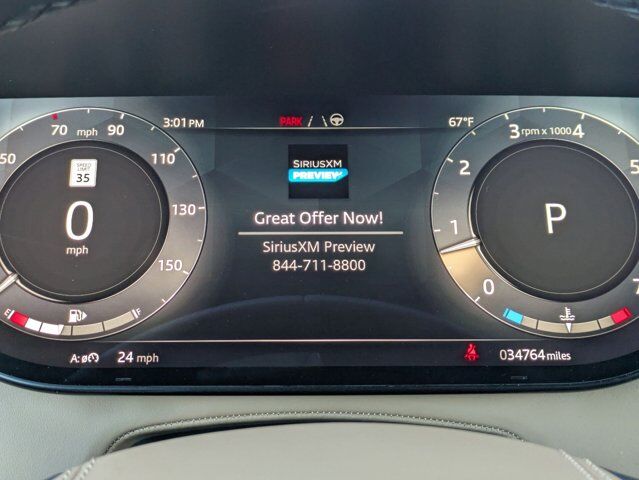 3:01 PM
PARK
67°F
50
70
mph
90
110
130
150
SPEED
LIMIT
35
0
mph
E
F
SIRIUSXM
PREVIEW
Great Offer Now!
SiriusXM Preview
844-711-8800
0
1
2
3
rpm x 1000
4
5
7
P
A:ø
24 mph
034764 miles